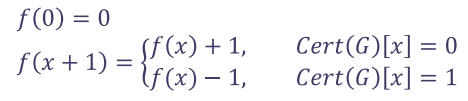 f(0) = 0
f(x + 1) = { f(x) + 1, Cert(G)[x] = 0
f(x) − 1, Cert(G)[x] = 1